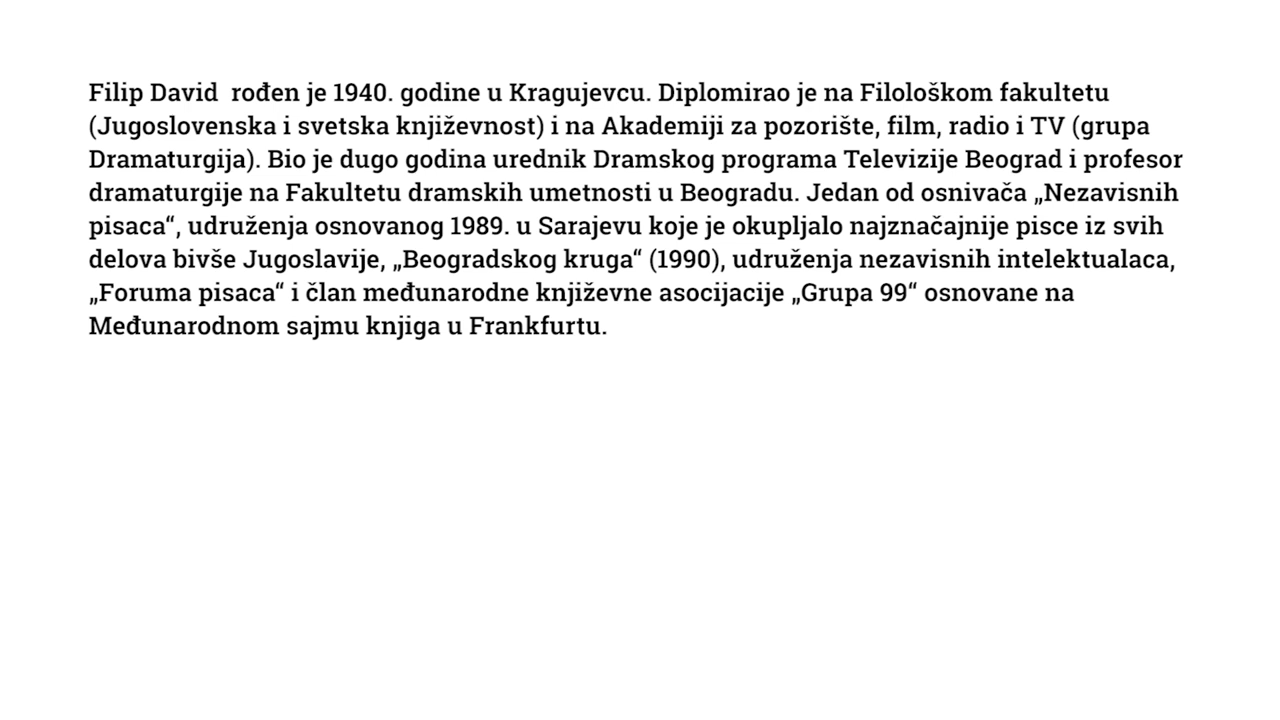 Filip David  rođen je 1940. godine u Kragujevcu. Diplomirao je na Filološkom fakultetu
(Jugoslovenska i svetska književnost) i na Akademiji za pozorište, film, radio i TV (grupa
Dramaturgija). Bio je dugo godina urednik Dramskog programa Televizije Beograd i profesor
dramaturgije na Fakultetu dramskih umetnosti u Beogradu. Jedan od osnivača „Nezavisnih
pisaca“, udruženja osnovanog 1989. u Sarajevu koje je okupljalo najznačajnije pisce iz svih
delova bivše Jugoslavije, „Beogradskog kruga“ (1990), udruženja nezavisnih intelektualaca,
„Foruma pisaca“ i član međunarodne književne asocijacije „Grupa 99“ osnovane na
Međunarodnom sajmu knjiga u Frankfurtu.